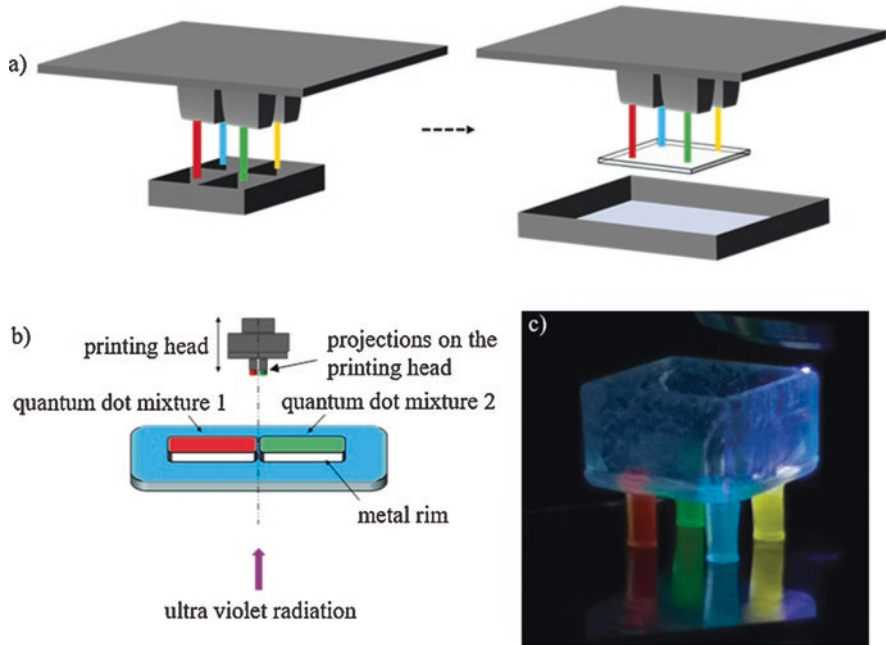 a)
b)
printing head
projections on the
printing head
quantum dot mixture 1
quantum dot mixture 2
metal rim
ultra violet radiation
c)